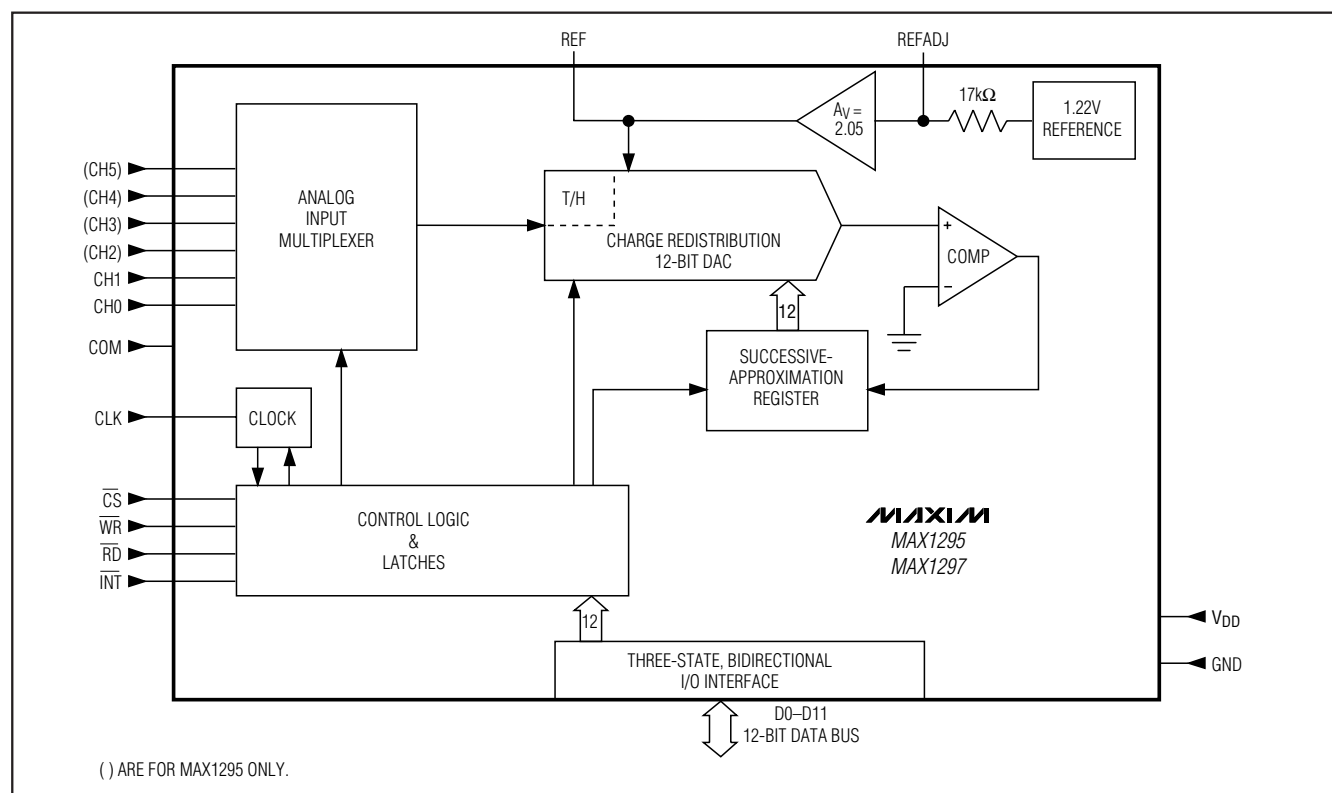 REF
REFADJ
17kΩ
1.22V
REFERENCE
AV =
2.05
(CH5)
(CH4)
(CH3)
(CH2)
CH1
CH0
COM
CLK
CS
WR
RD
INT
ANALOG
INPUT
MULTIPLEXER
T/H
CHARGE REDISTRIBUTION
12-BIT DAC
+
COMP
−
12
SUCCESSIVE-
APPROXIMATION
REGISTER
CLOCK
CONTROL LOGIC
&
LATCHES
MAXIM
MAX1295
MAX1297
12
VDD
GND
THREE-STATE, BIDIRECTIONAL
I/O INTERFACE
D0–D11
12-BIT DATA BUS
( ) ARE FOR MAX1295 ONLY.